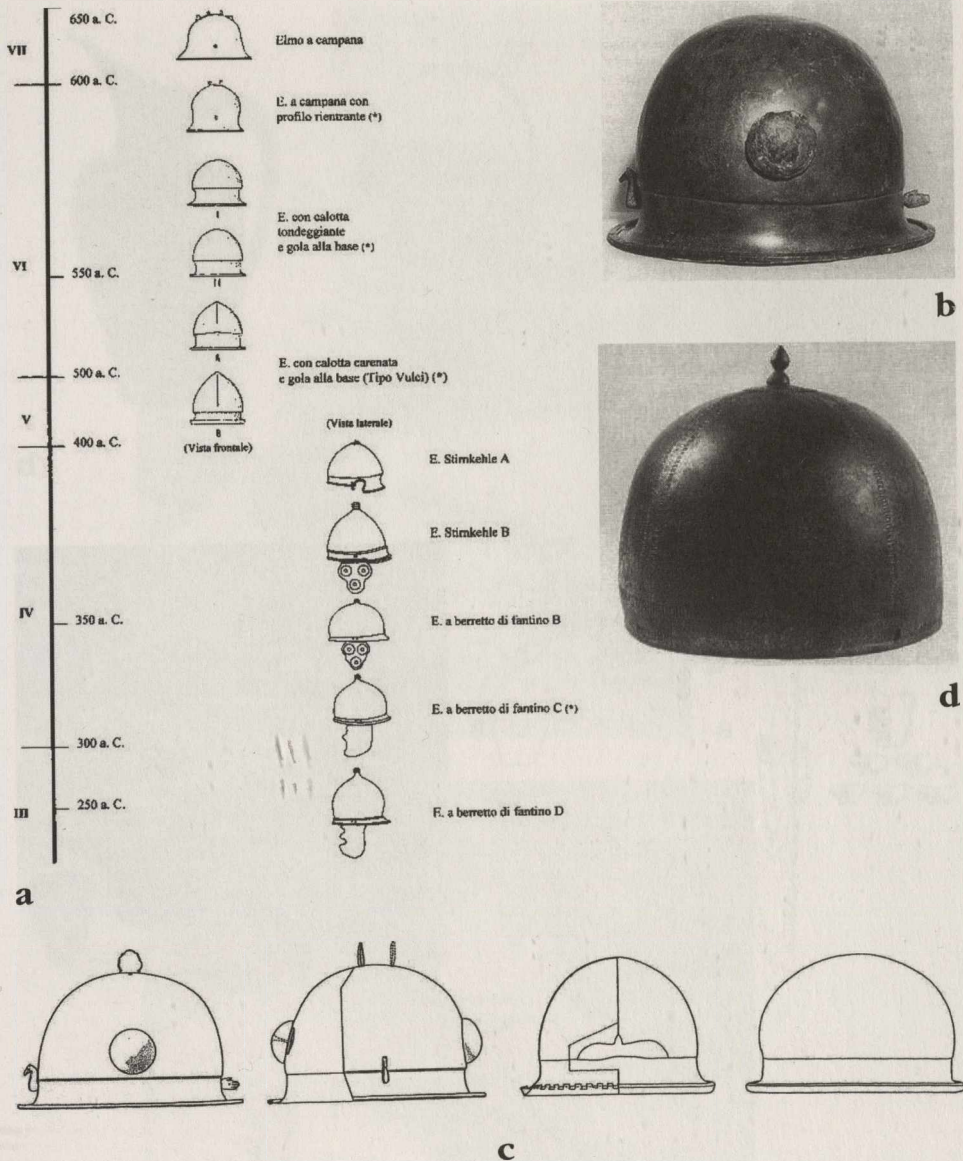 650 a. C.
VII
Elmo a campana
600 a. C.
E. a campana con
profilo rientrante (*)
I
E. con calotta
tondeggiante
e gola alla base (*)
VI
550 a. C.
II
A
E. con calotta carenata
e gola alla base (Tipo Vulci) (*)
500 a. C.
V
B
400 a. C.
(Vista frontale)
(Vista laterale)
E. Stirnkehle A
E. Stirnkehle B
IV
350 a. C.
E. a berretto di fantino B
E. a berretto di fantino C (*)
300 a. C.
III
250 a. C.
E. a berretto di fantino D
a
b
d
c